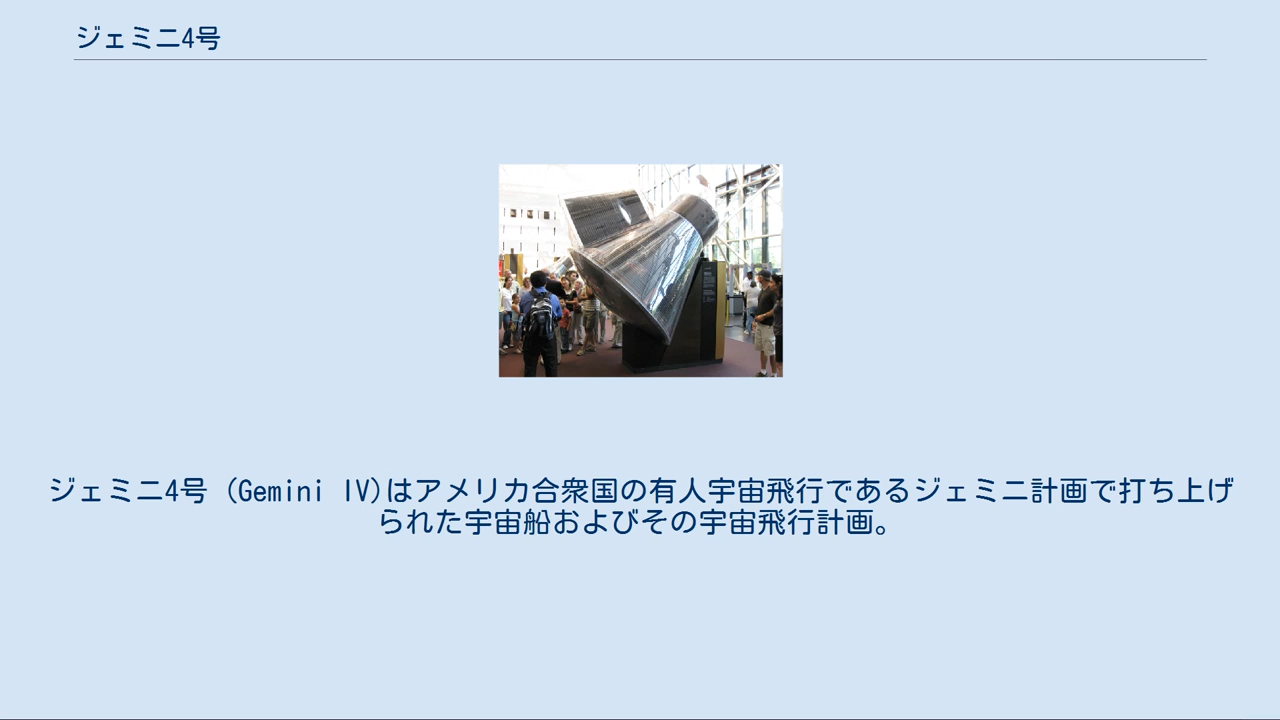 ジェミニ4号
ジェミニ4号 (Gemini IV)はアメリカ合衆国の有人宇宙飛行であるジェミニ計画で打ち上げ
られた宇宙船およびその宇宙飛行計画。